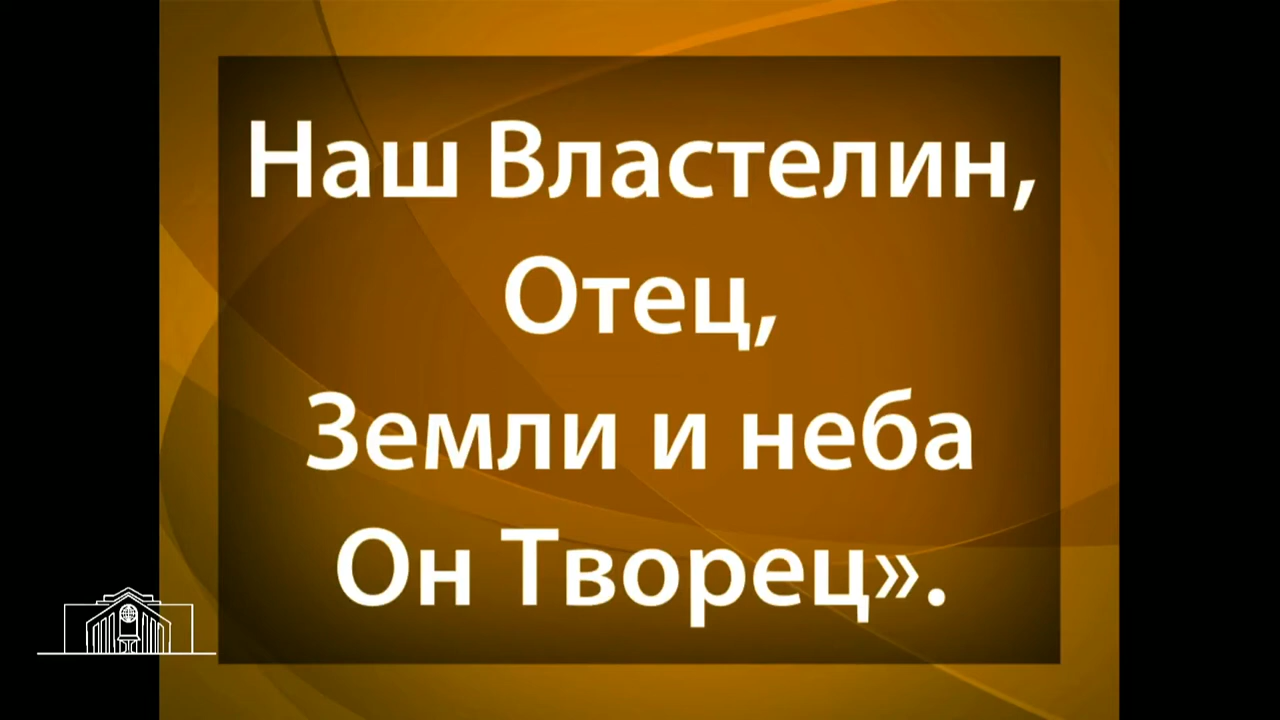 Наш Властелин,
Отец,
Земли и неба
Он Творец».